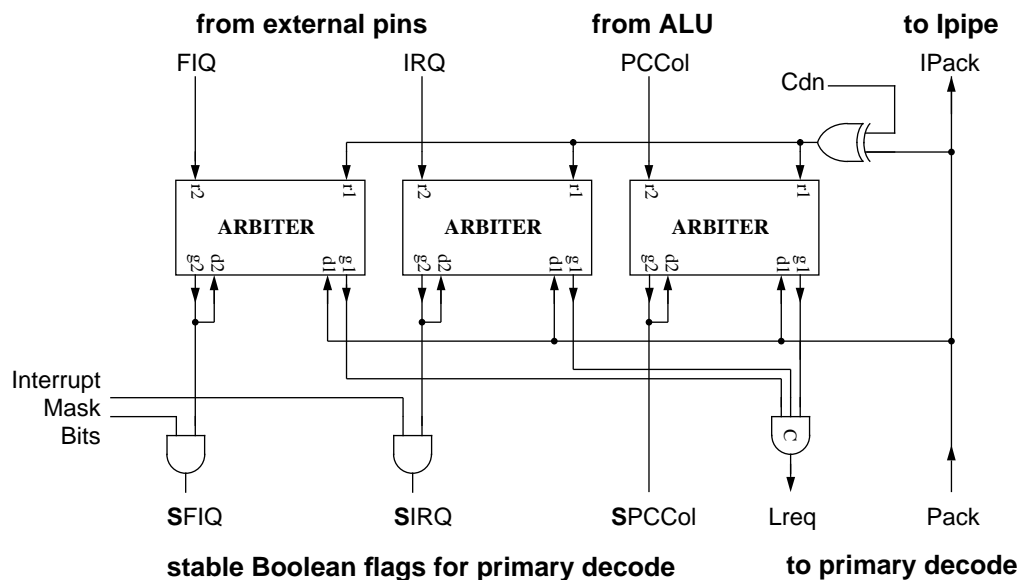 from external pins from ALU to Ipipe
FIQ IRQ PCCol IPack
Cdn
r2 r1 r2 r1 r2 r1
ARBITER ARBITER ARBITER
g2 d2 d1 g1 g2 d2 d1 g1 g2 d2 d1 g1
Interrupt
Mask
Bits
C
SFIQ SIRQ SPCCol Lreq Pack
stable Boolean flags for primary decode to primary decode